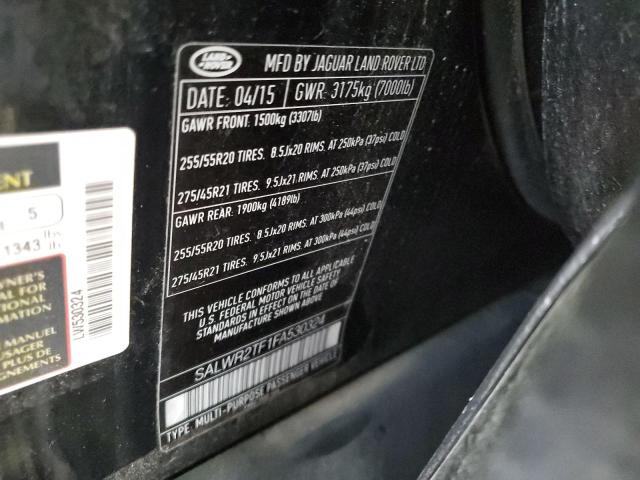 LAND ROVER
MFD BY JAGUAR LAND ROVER LTD
DATE: 04/15
GWR: 3175kg (7000lb)
GAWR FRONT: 1500kg (3307lb)
255/55R20 TIRES. 8.5Jx20 RIMS. AT 250kPa (37psi) COLD
275/45R21 TIRES. 9.5Jx21 RIMS. AT 250kPa (37psi) COLD
GAWR REAR: 1900kg (4189lb)
255/55R20 TIRES. 8.5Jx20 RIMS. AT 300kPa (44psi) COLD
275/45R21 TIRES. 9.5Jx21 RIMS. AT 300kPa (44psi) COLD
THIS VEHICLE CONFORMS TO ALL APPLICABLE
U.S. FEDERAL MOTOR VEHICLE SAFETY
STANDARDS IN EFFECT ON THE DATE OF
MANUFACTURE SHOWN ABOVE
SALWR2TF1FA530324
TYPE: MULTI-PURPOSE PASSENGER VEHICLE
5
1343 lbs
LV1530324
MANUEL
PLUS DE